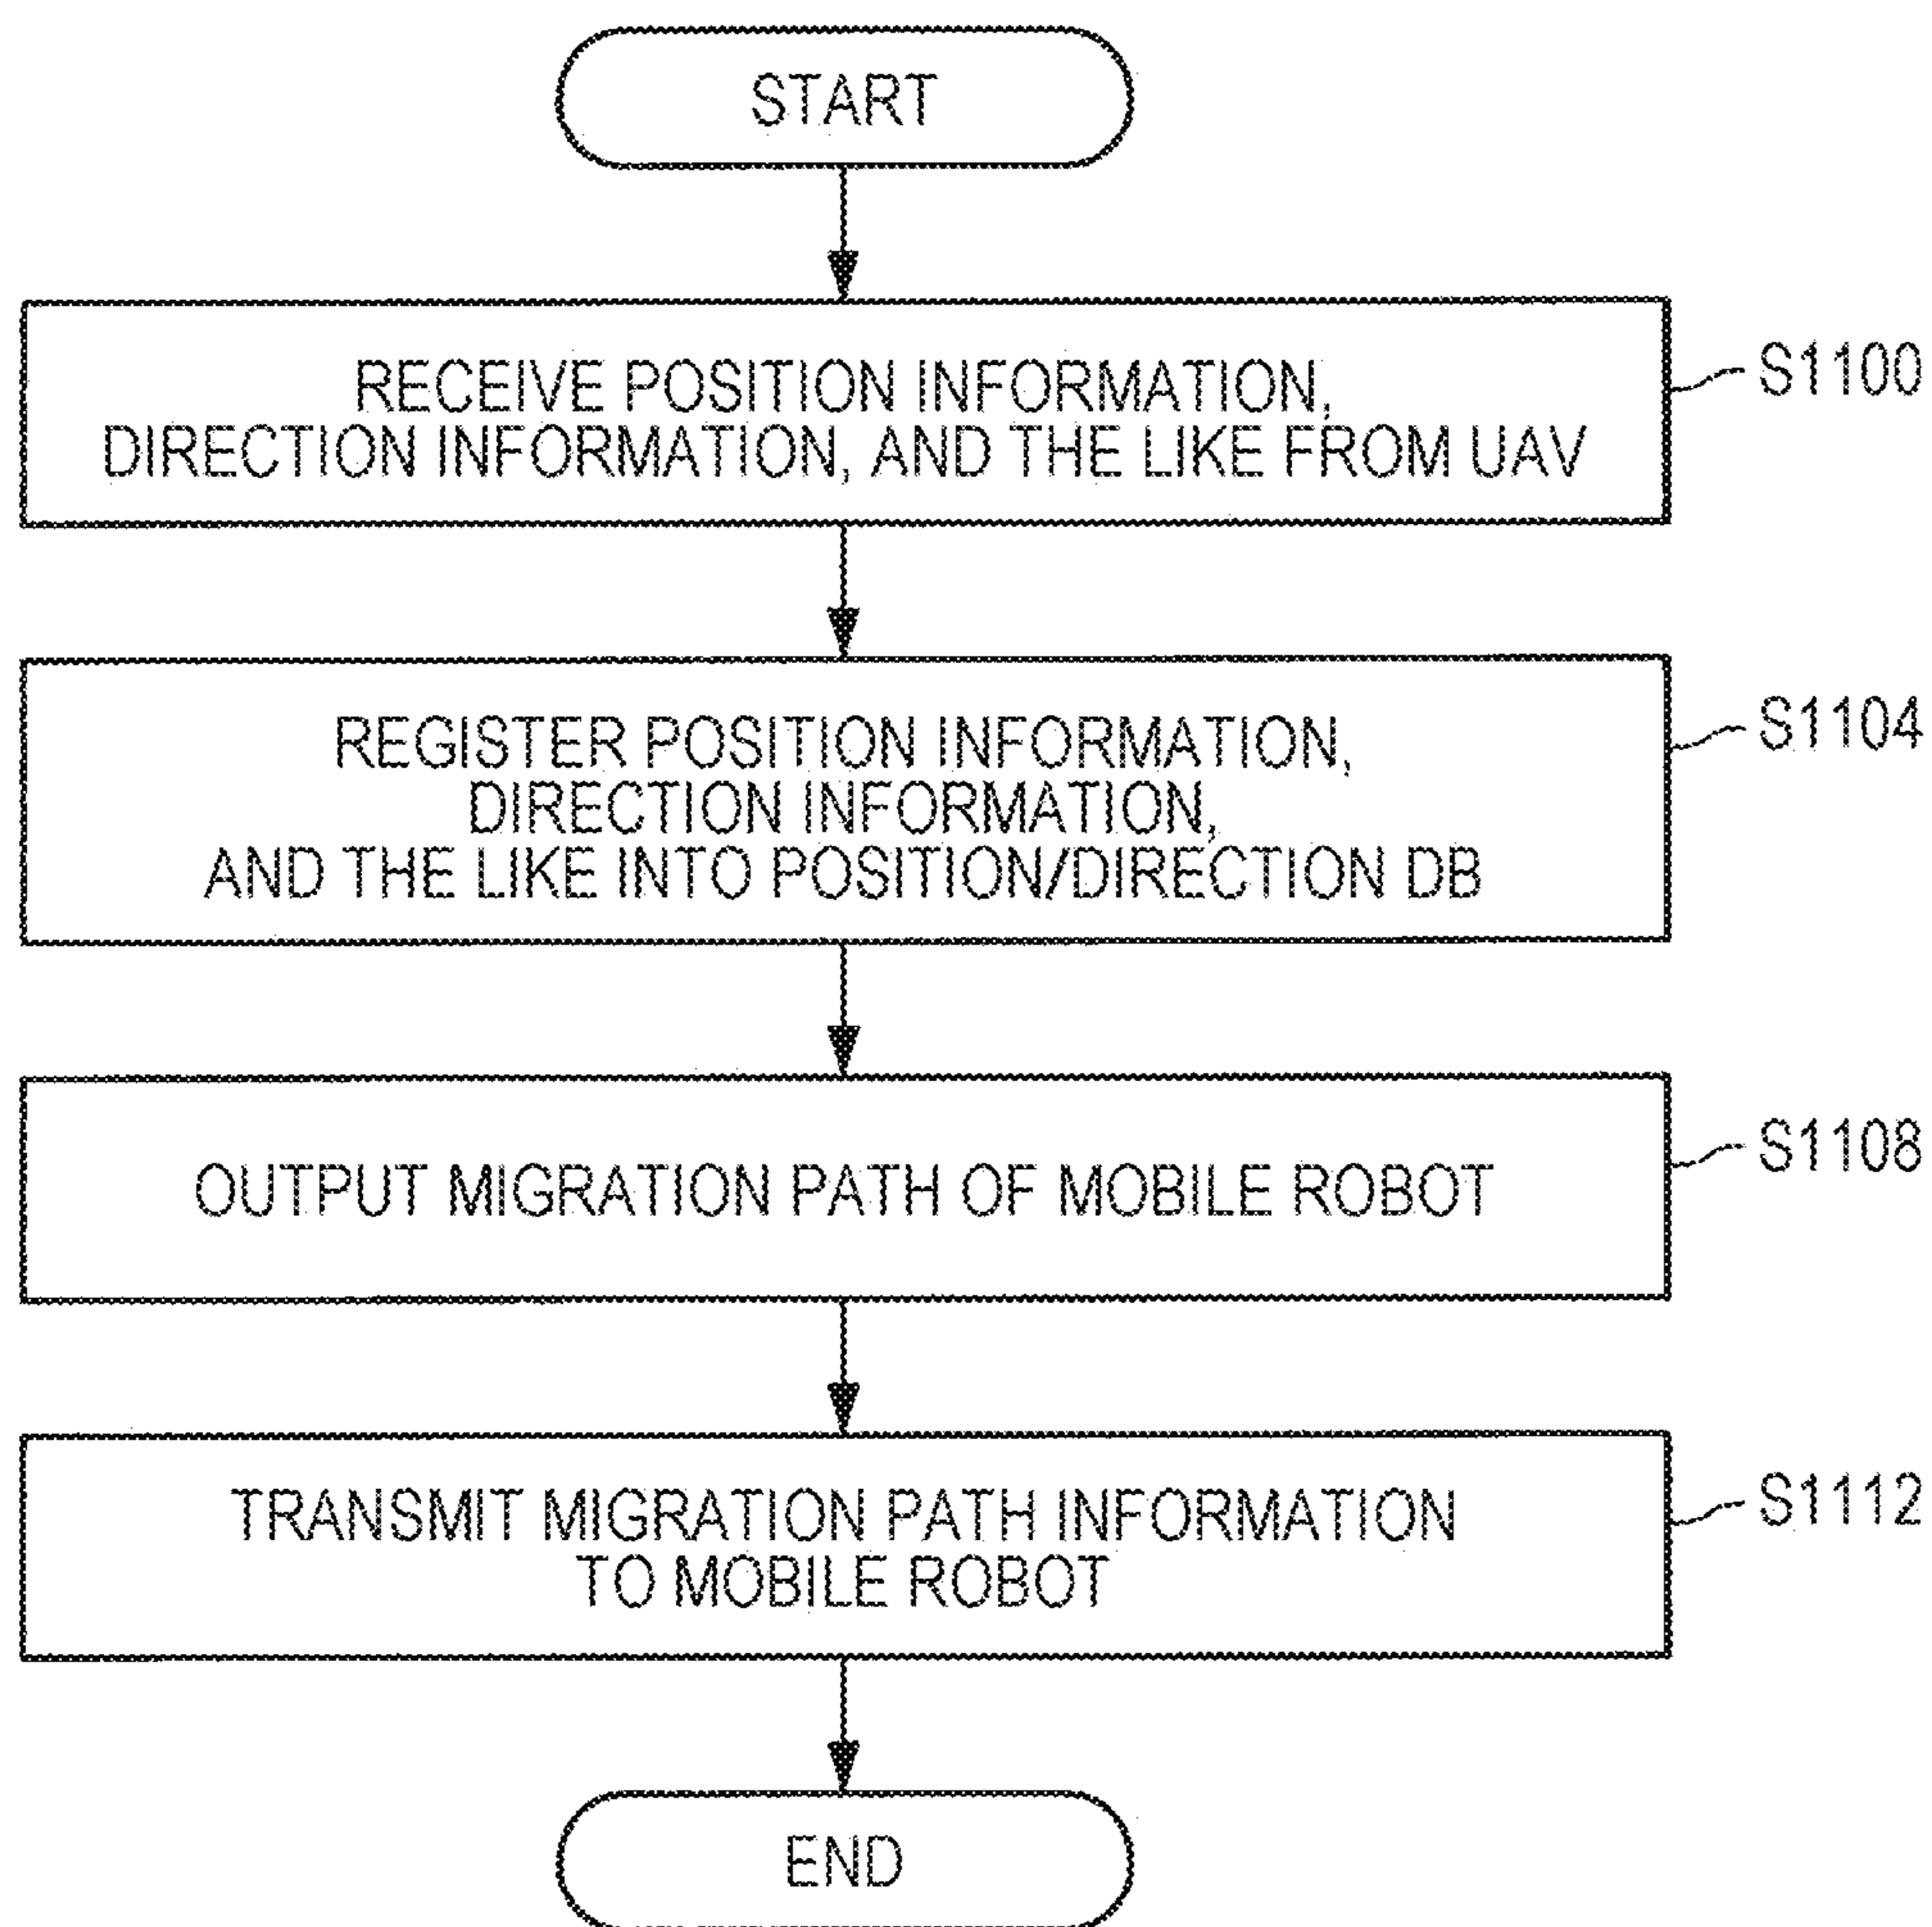 START
RECEIVE POSITION INFORMATION,
DIRECTION INFORMATION, AND THE LIKE FROM UAV
S1100
REGISTER POSITION INFORMATION,
DIRECTION INFORMATION,
AND THE LIKE INTO POSITION/DIRECTION DB
S1104
OUTPUT MIGRATION PATH OF MOBILE ROBOT
S1108
TRANSMIT MIGRATION PATH INFORMATION
TO MOBILE ROBOT
S1112
END